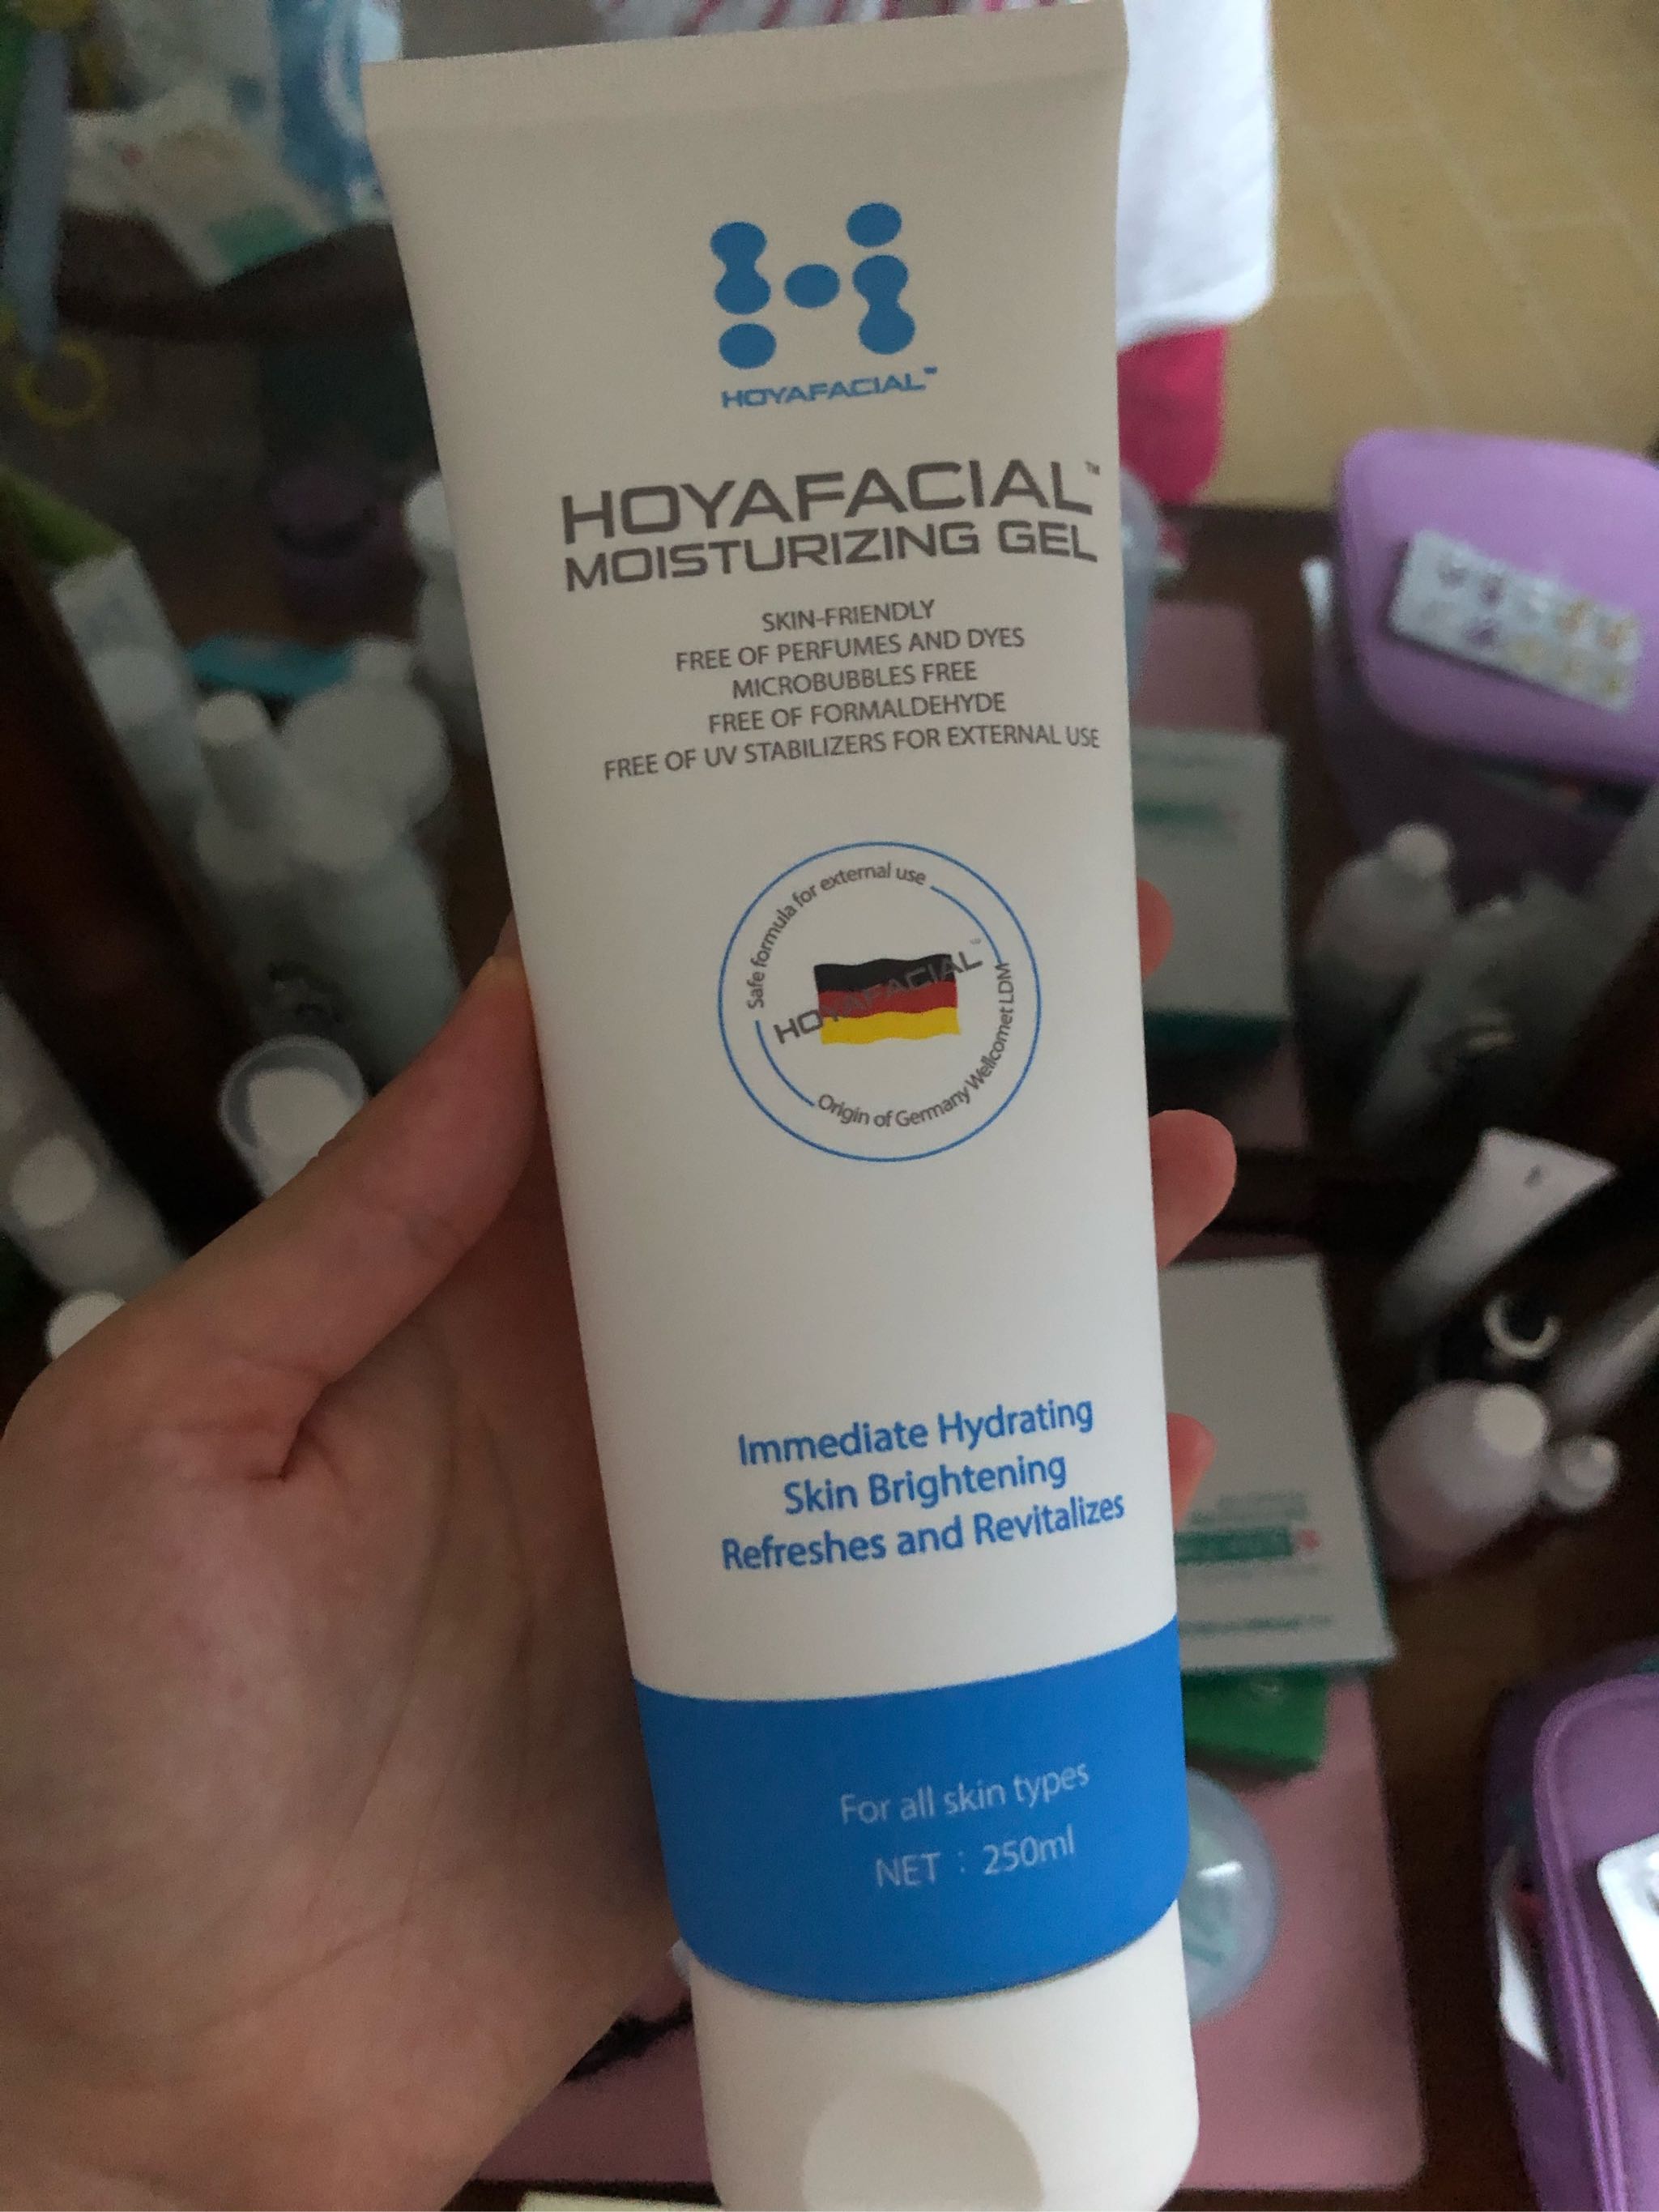 HOYAFACIAL™
HOYAFACIAL™
MOISTURIZING GEL
SKIN-FRIENDLY
FREE OF PERFUMES AND DYES
MICROBUBBLES FREE
FREE OF FORMALDEHYDE
FREE OF UV STABILIZERS FOR EXTERNAL USE
Safe formula for external use
HOYAFACIAL
Origin of Germany Wellcomet LDM
Immediate Hydrating
Skin Brightening
Refreshes and Revitalizes
For all skin types
NET : 250ml